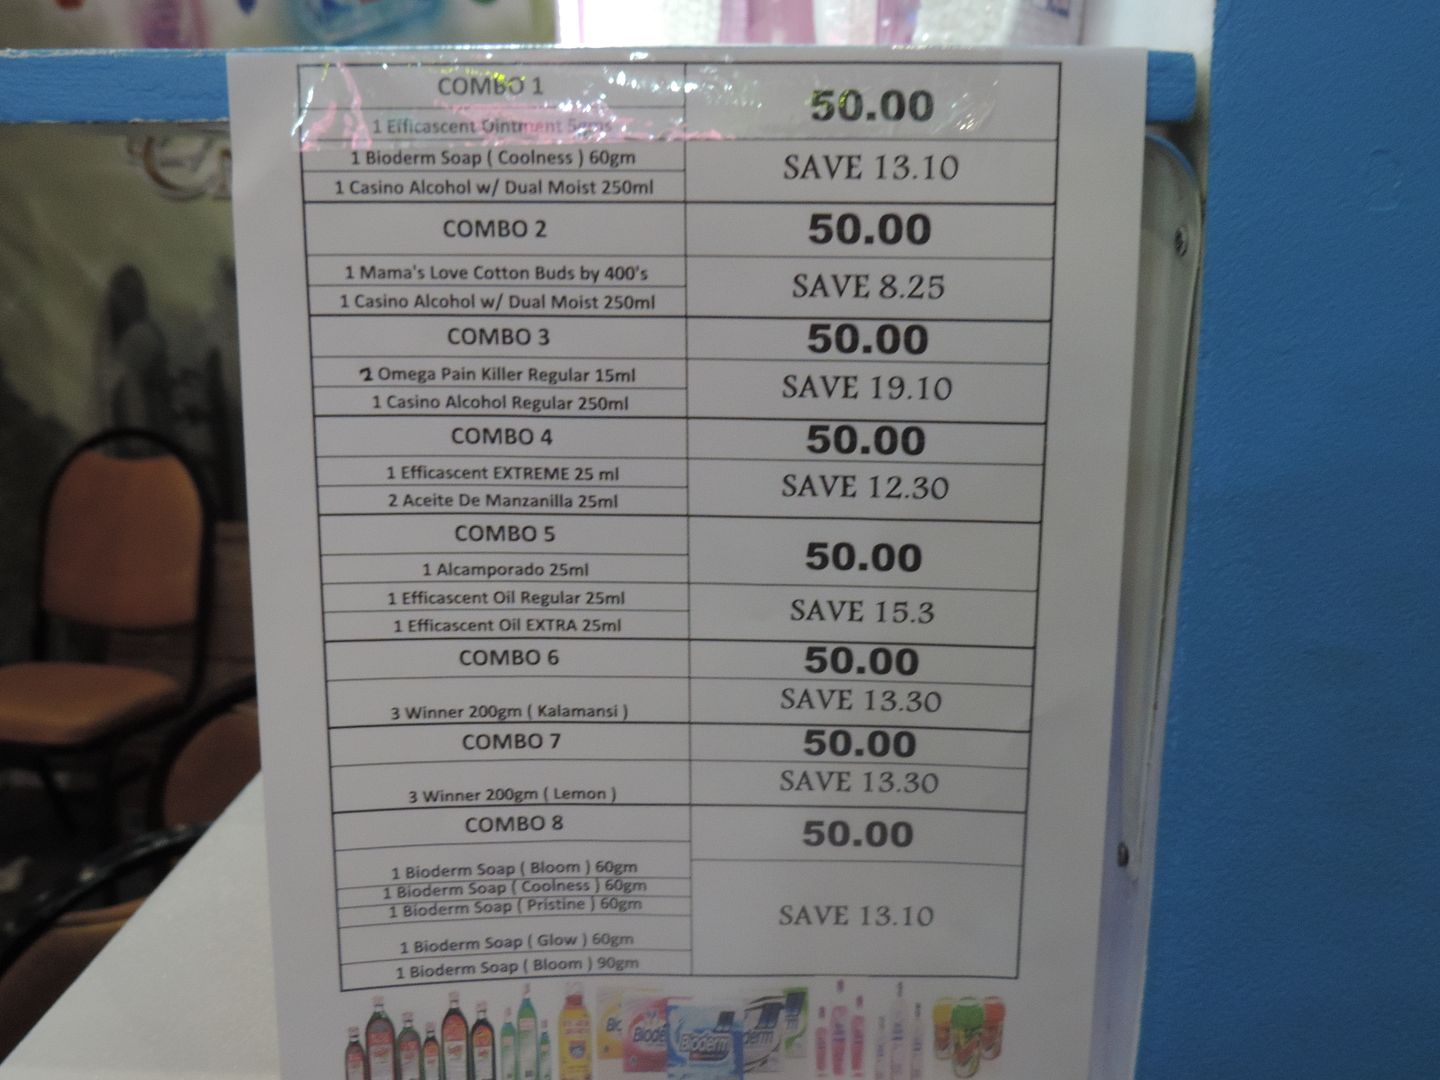 COMBO 1
50.00
1 Efficascent Ointment 5gms
1 Bioderm Soap ( Coolness ) 60gm
SAVE 13.10
1 Casino Alcohol w/ Dual Moist 250ml
COMBO 2
50.00
1 Mama's Love Cotton Buds by 400's
SAVE 8.25
1 Casino Alcohol w/ Dual Moist 250ml
COMBO 3
50.00
2 Omega Pain Killer Regular 15ml
SAVE 19.10
1 Casino Alcohol Regular 250ml
COMBO 4
50.00
1 Efficascent EXTREME 25 ml
SAVE 12.30
2 Aceite De Manzanilla 25ml
COMBO 5
50.00
1 Alcamporado 25ml
1 Efficascent Oil Regular 25ml
SAVE 15.3
1 Efficascent Oil EXTRA 25ml
COMBO 6
50.00
SAVE 13.30
3 Winner 200gm ( Kalamansi )
COMBO 7
50.00
SAVE 13.30
3 Winner 200gm ( Lemon )
COMBO 8
50.00
1 Bioderm Soap ( Bloom ) 60gm
1 Bioderm Soap ( Coolness ) 60gm
1 Bioderm Soap ( Pristine ) 60gm
SAVE 13.10
1 Bioderm Soap ( Glow ) 60gm
1 Bioderm Soap ( Bloom ) 90gm
Bioderm